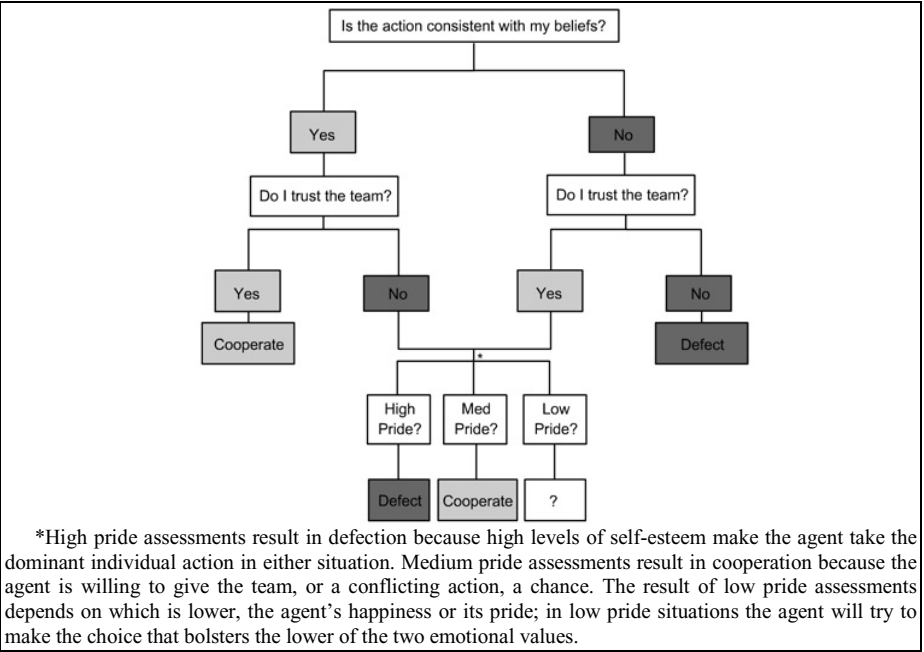 Is the action consistent with my beliefs?
Yes
No
Do I trust the team?
Do I trust the team?
Yes
No
Yes
No
Cooperate
Defect
*
High
Pride?
Med
Pride?
Low
Pride?
Defect
Cooperate
?
*High pride assessments result in defection because high levels of self-esteem make the agent take the
dominant individual action in either situation. Medium pride assessments result in cooperation because the
agent is willing to give the team, or a conflicting action, a chance. The result of low pride assessments
depends on which is lower, the agent’s happiness or its pride; in low pride situations the agent will try to
make the choice that bolsters the lower of the two emotional values.